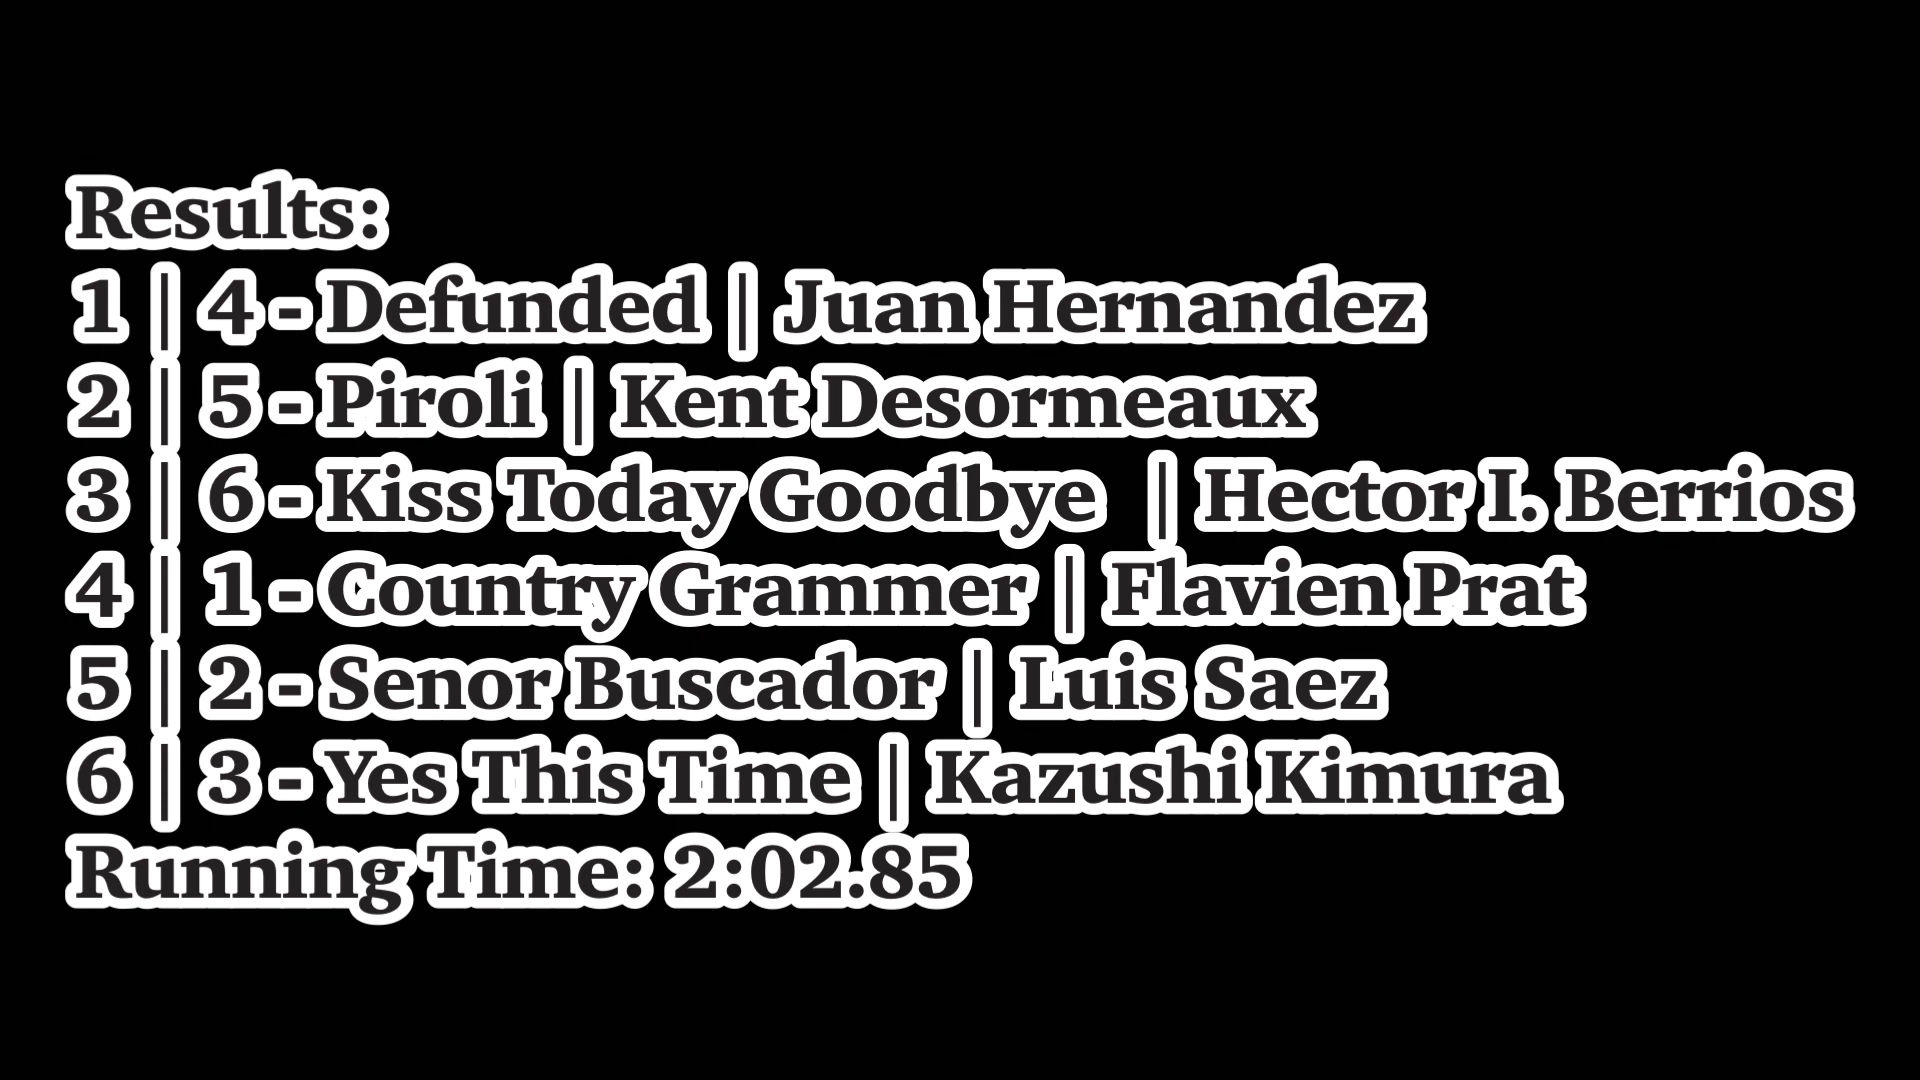 Results:
1 | 4 - Defunded | Juan Hernandez
2 | 5 - Piroli | Kent Desormeaux
3 | 6 - Kiss Today Goodbye | Hector I. Berrios
4 | 1 - Country Grammer | Flavien Prat
5 | 2 - Senor Buscador | Luis Saez
6 | 3 - Yes This Time | Kazushi Kimura
Running Time: 2:02.85